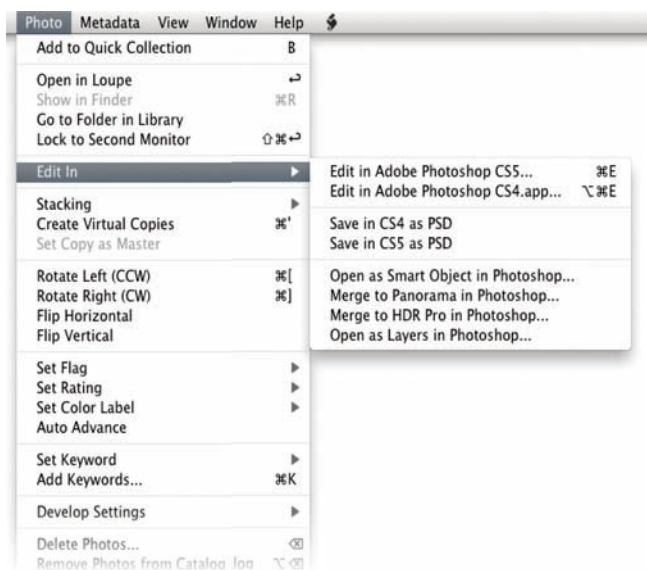 Photo Metadata View Window Help
Add to Quick Collection B
Open in Loupe ↩
Show in Finder ⌘R
Go to Folder in Library
Lock to Second Monitor ⇧⌘↩
Edit In ▶
Edit in Adobe Photoshop CS5... ⌘E
Edit in Adobe Photoshop CS4.app... ⌥⌘E
Save in CS4 as PSD
Save in CS5 as PSD
Open as Smart Object in Photoshop...
Merge to Panorama in Photoshop...
Merge to HDR Pro in Photoshop...
Open as Layers in Photoshop...
Stacking ▶
Create Virtual Copies ⌘'
Set Copy as Master
Rotate Left (CCW) ⌘[
Rotate Right (CW) ⌘]
Flip Horizontal
Flip Vertical
Set Flag ▶
Set Rating ▶
Set Color Label ▶
Auto Advance
Set Keyword ▶
Add Keywords... ⌘K
Develop Settings ▶
Delete Photos... ⌫
Remove Photos from Catalog Jog ⌥⌫